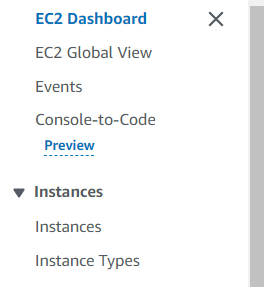 EC2 Dashboard
EC2 Global View
Events
Console-to-Code
Preview
Instances
Instances
Instance Types